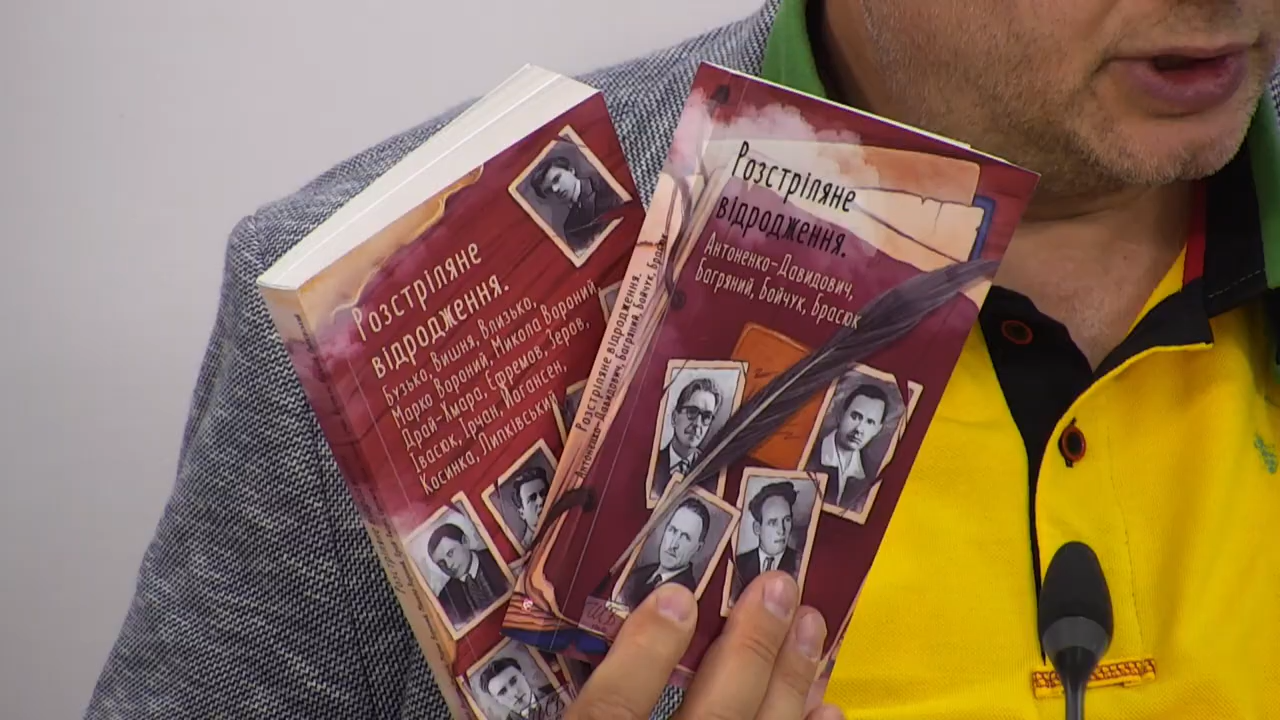 Розстріляне
відродження.
Бузько, Вишня, Влизько,
Марко Вороний, Микола Вороний,
Драй-Хмара, Єфремов, Зеров,
Івасюк, Ірчан, Йогансен,
Косинка, Липківський
Розстріляне відродження.
Антоненко-Давидович, Багряний, Бойчук, Брасюк
Розстріляне
відродження.
Антоненко-Давидович,
Багряний, Бойчук, Брасюк